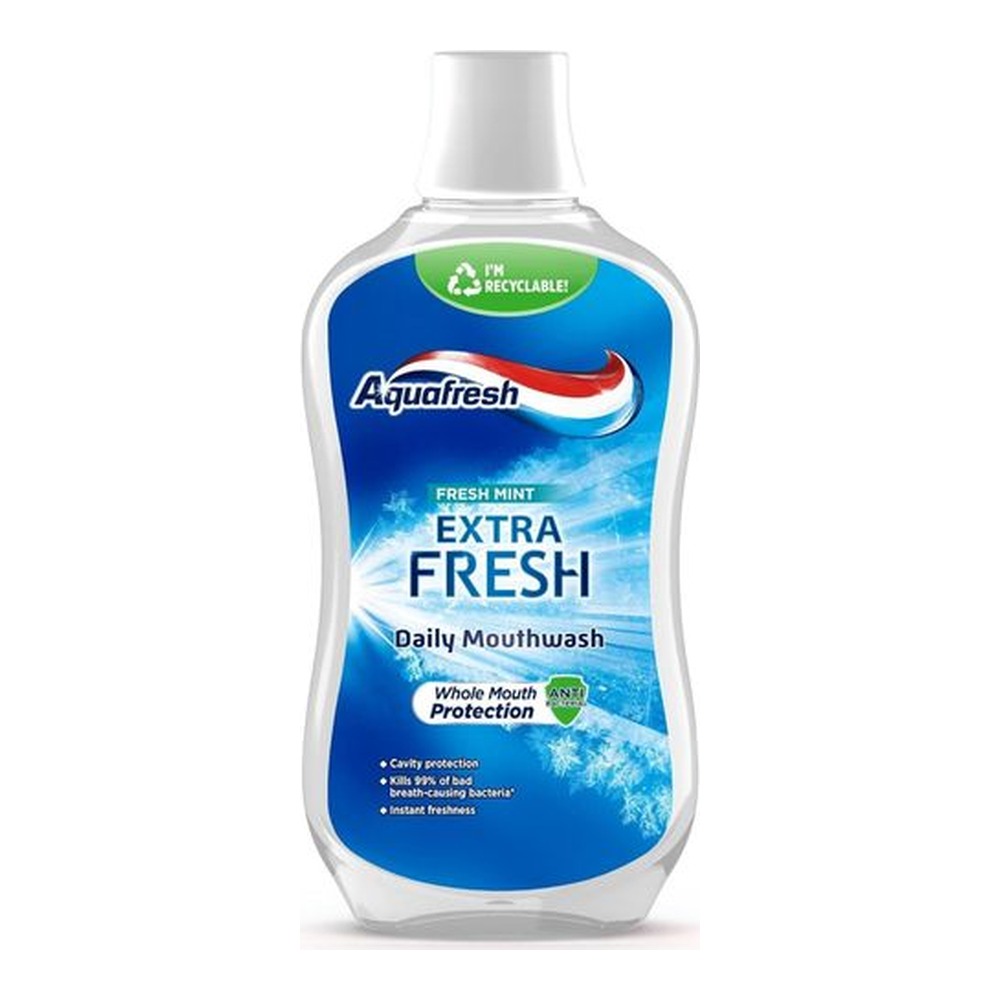 I'M
RECYCLABLE!
Aquafresh
FRESH MINT
EXTRA
FRESH
Daily Mouthwash
Whole Mouth
Protection
ANTI
BACTERIAL
Cavity protection
Kills 99% of bad
breath-causing bacteria*
Instant freshness